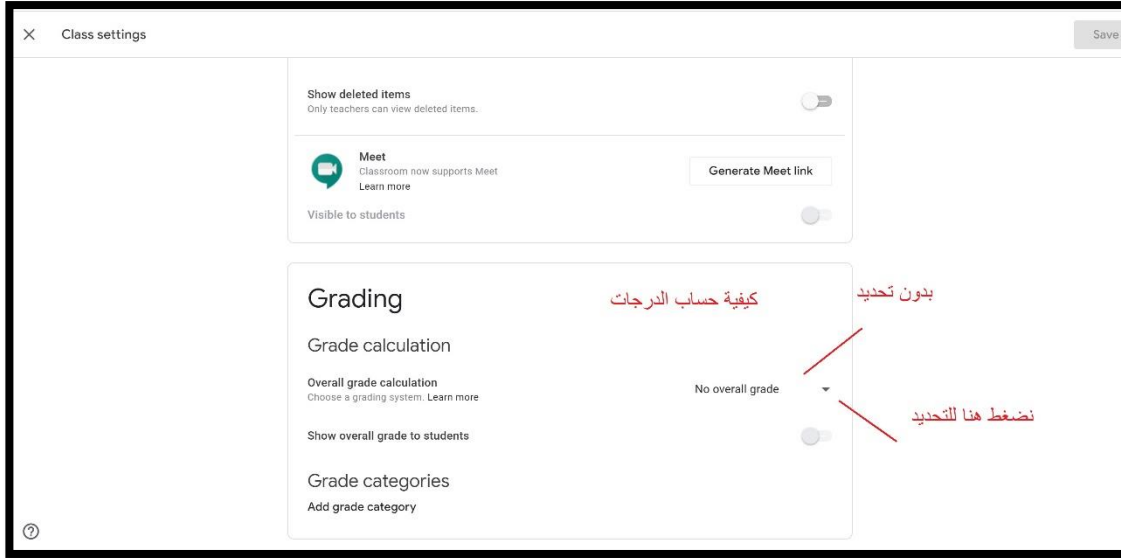 Class settings
Save
Show deleted items
Only teachers can view deleted items.
Meet
Classroom now supports Meet
Learn more
Generate Meet link
Visible to students
Grading
كيفية حساب الدرجات
بدون تحديد
Grade calculation
Overall grade calculation
Choose a grading system. Learn more
No overall grade
نضغط هنا للتحديد
Show overall grade to students
Grade categories
Add grade category